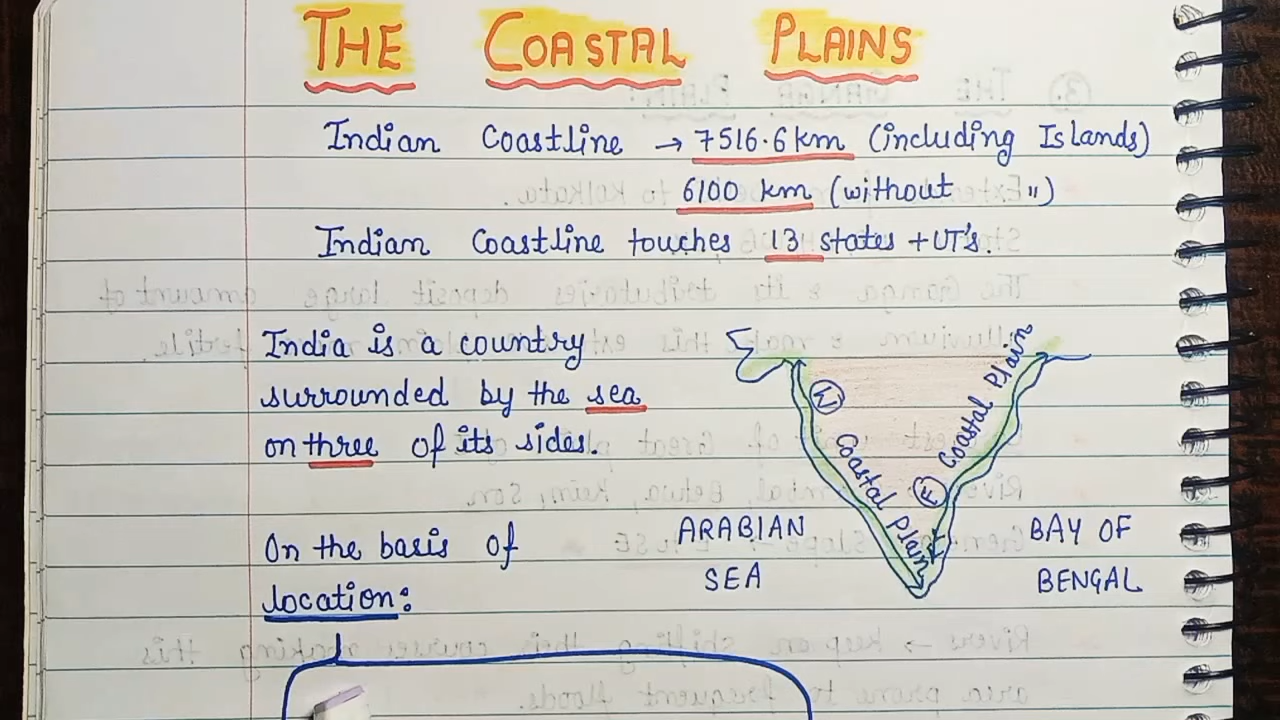 THE COASTAL PLAINS
Indian Coastline → 7516.6 km (including Islands)
6100 km (without ")
Indian Coastline touches 13 states + UT's.
India is a country
surrounded by the sea
on three of its sides.
W Coastal Plain
E Coastal Plain
ARABIAN
SEA
BAY OF
BENGAL
On the basis of
location: